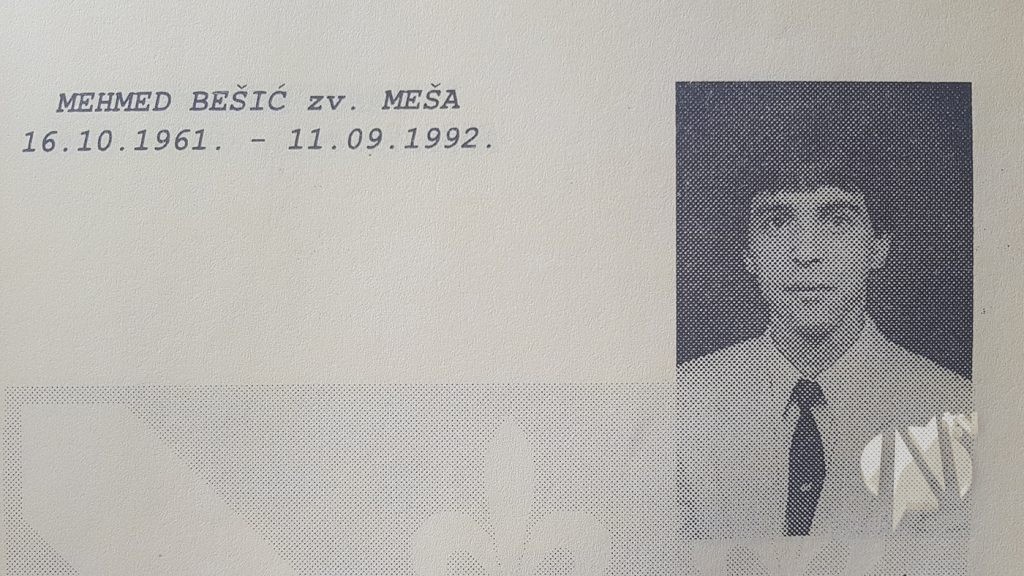 MEHMED BEŠIĆ zv. MEŠA
16.10.1961. - 11.09.1992.